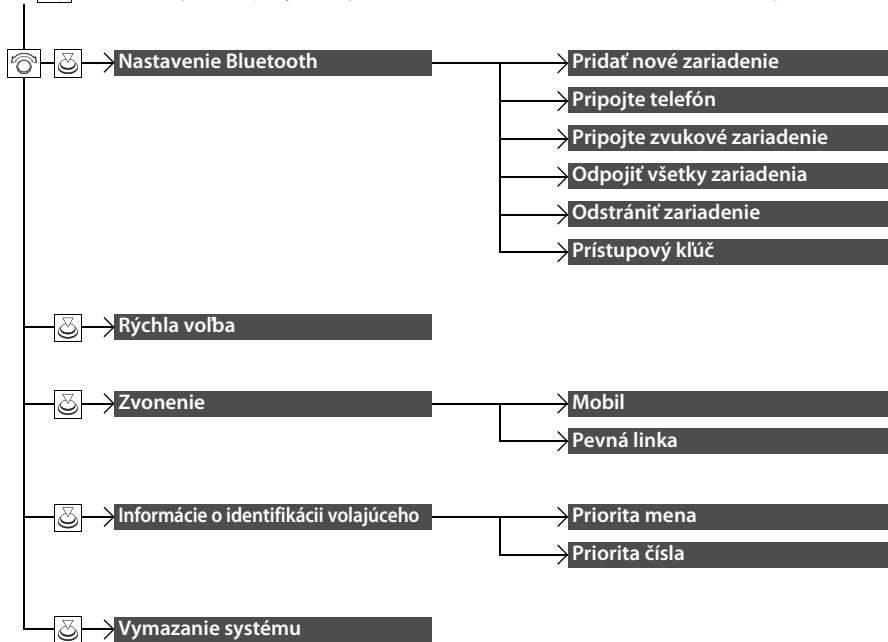 Nastavenie Bluetooth
Pridať nové zariadenie
Pripojte telefón
Pripojte zvukové zariadenie
Odpojiť všetky zariadenia
Odstrániť zariadenie
Prístupový kľúč
Rýchla voľba
Zvonenie
Mobil
Pevná linka
Informácie o identifikácii volajúceho
Priorita mena
Priorita čísla
Vymazanie systému